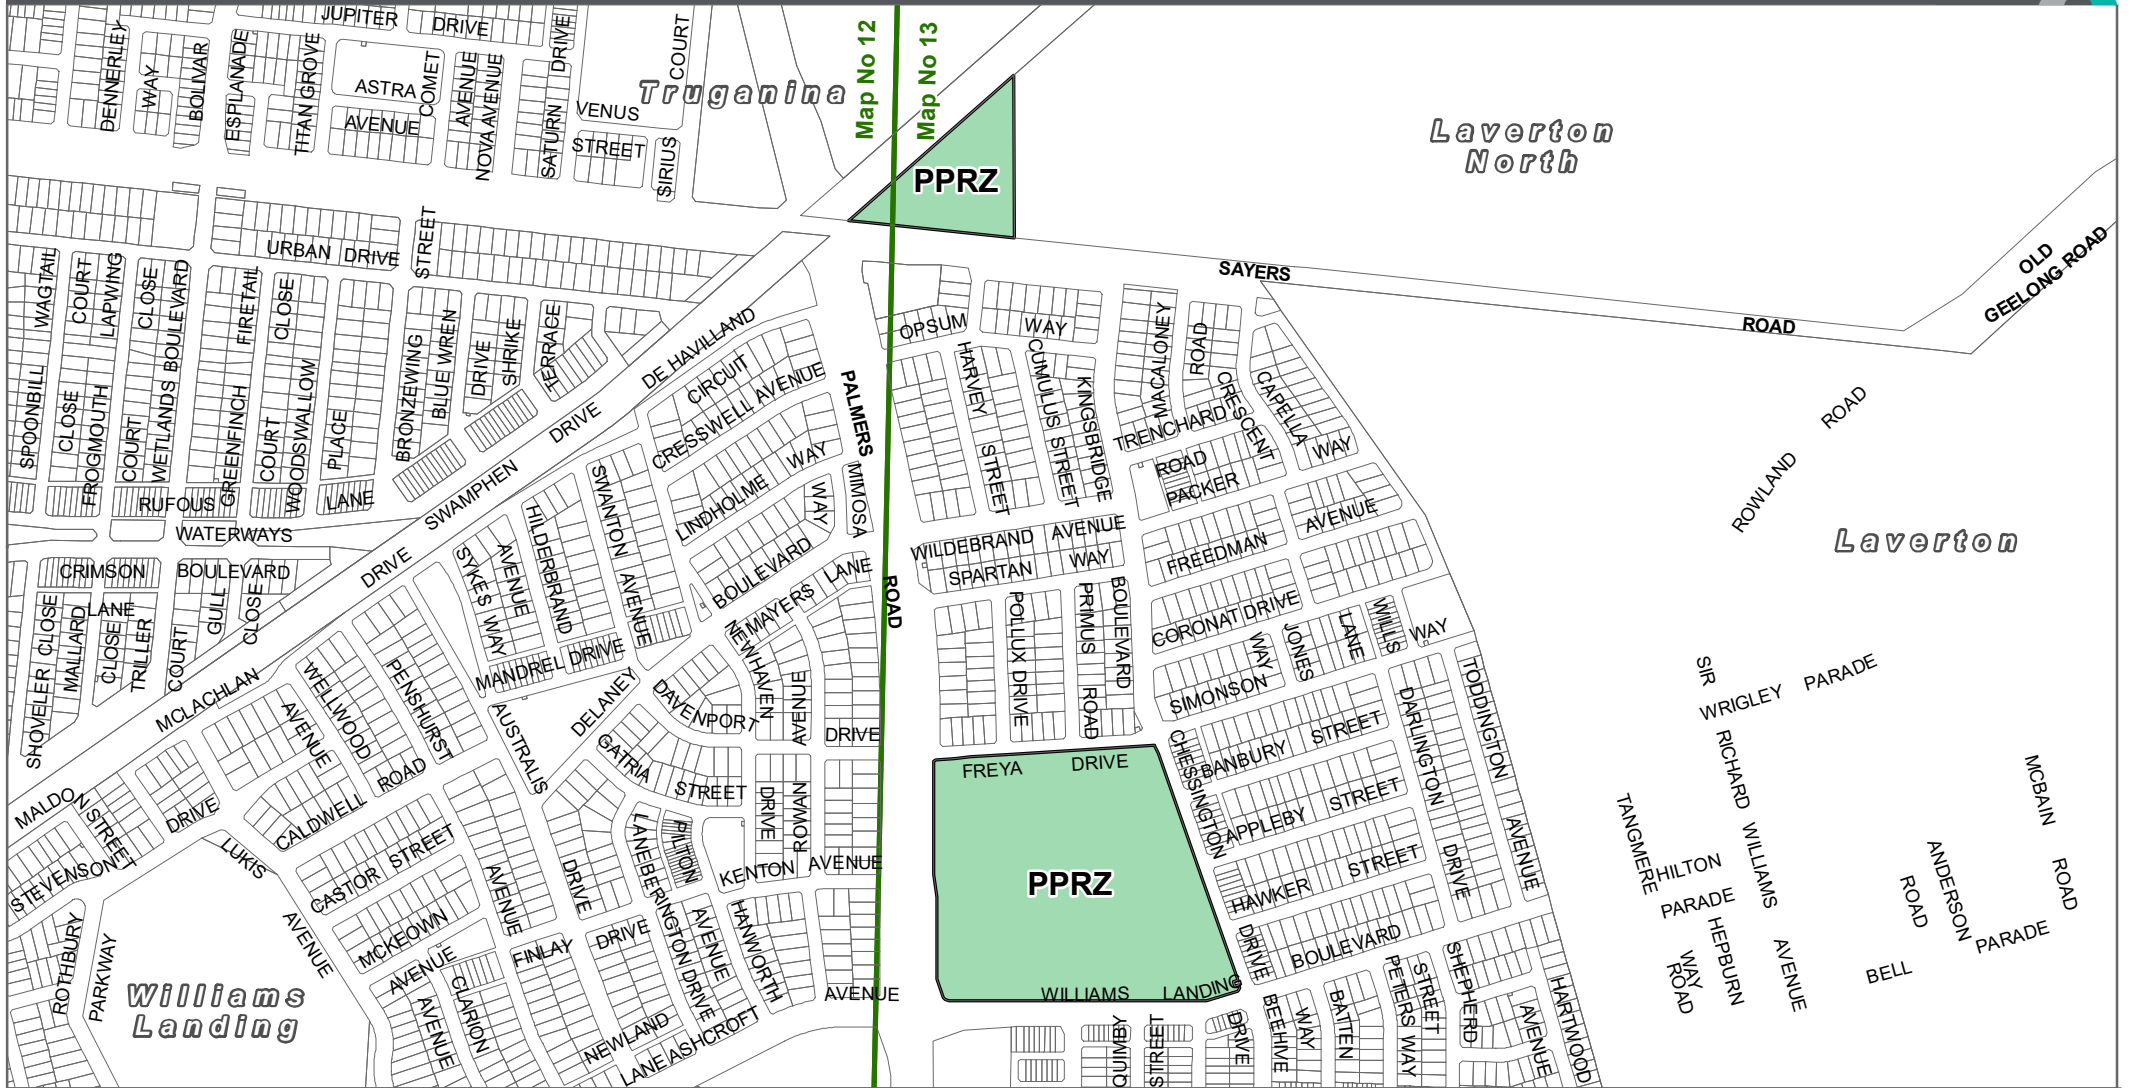 JUPITER DRIVE
DENNERLEY
WAY
BOLIVAR
ESPLANADE
TITAN GROVE
ASTRA
AVENUE
COMET
AVENUE
NOVA AVENUE
SATURN
DRIVE
VENUS
STREET
COURT
SIRIUS
Truganina
Map No 12
Map No 13
PPRZ
Laverton
North
SAYERS
ROAD
OLD
GEELONG ROAD
URBAN DRIVE
STREET
SPOONBILL
WAGTAIL
CLOSE
COURT
FROGMOUTH
LAPWING
COURT
CLOSE
WETLANDS BOULEVARD
GREENFINCH
FIRETAIL
COURT
CLOSE
WOODSWALLOW
PLACE
BRONZEWING
BLUE WREN
DRIVE
SHRIKE
TERRACE
RUFOUS
LANE
WATERWAYS
CRIMSON
BOULEVARD
LANE
SHOVELER CLOSE
MALLARD
CLOSE
TRILLER
COURT
GULL
CLOSE
DE HAVILLAND
DRIVE
SWAMPHEN
DRIVE
MCLACHLAN
CIRCUIT
CRESSWELL AVENUE
LINDHOLME
WAY
WAY
MIMOSA
PALMERS
ROAD
BOULEVARD
NEWHAVEN
MAYERS
LANE
SWANTON
AVENUE
HILDERBRAND
AVENUE
SYKES WAY
MANDREL DRIVE
DELANEY
DAVENPORT
AVENUE
DRIVE
GATRIA
STREET
DRIVE
ROWAN
KENTON AVENUE
PILTON
LANE
BERINGTON DRIVE
AVENUE
HANWORTH
AVENUE
WELLWOOD
AVENUE
PENSHURST
ROAD
CALDWELL
AUSTRALIS
DRIVE
MALDON STREET
STEVENSON
DRIVE
LUKIS
AVENUE
CASTOR STREET
MCKEOWN
AVENUE
AVENUE
CLARION
AVENUE
FINLAY DRIVE
NEWLAND
LANE
ASHCROFT
ROTHBURY
PARKWAY
Williams
Landing
OPSUM
WAY
HARVEY
STREET
CUMULUS STREET
KINGSBRIDGE
MACALONEY
ROAD
TRENCHARD
CRESCENT
CAPELLA
WAY
ROAD
PACKER
WILDEBRAND AVENUE
SPARTAN WAY
FREEDMAN
AVENUE
POLLUX DRIVE
PRIMUS
ROAD
BOULEVARD
CORONAT DRIVE
SIMONSON
WAY
JONES
LANE
WILLS
WAY
BANBURY STREET
CHESSINGTON
DRIVE
APPLEBY STREET
HAWKER STREET
BOULEVARD
DARLINGTON
DRIVE
TODDINGTON
AVENUE
FREYA DRIVE
PPRZ
WILLIAMS LANDING
QUIMBY
STREET
DRIVE
BEEHIVE
WAY
BATTEN
PETERS WAY
STREET
SHEPHERD
AVENUE
HARTWOOD
ROWLAND
ROAD
Laverton
SIR
RICHARD
WILLIAMS
AVENUE
WRIGLEY PARADE
TANGMERE
HILTON
PARADE
WAY
ROAD
HEPBURN
MCBAIN
ROAD
ANDERSON
ROAD
BELL
PARADE